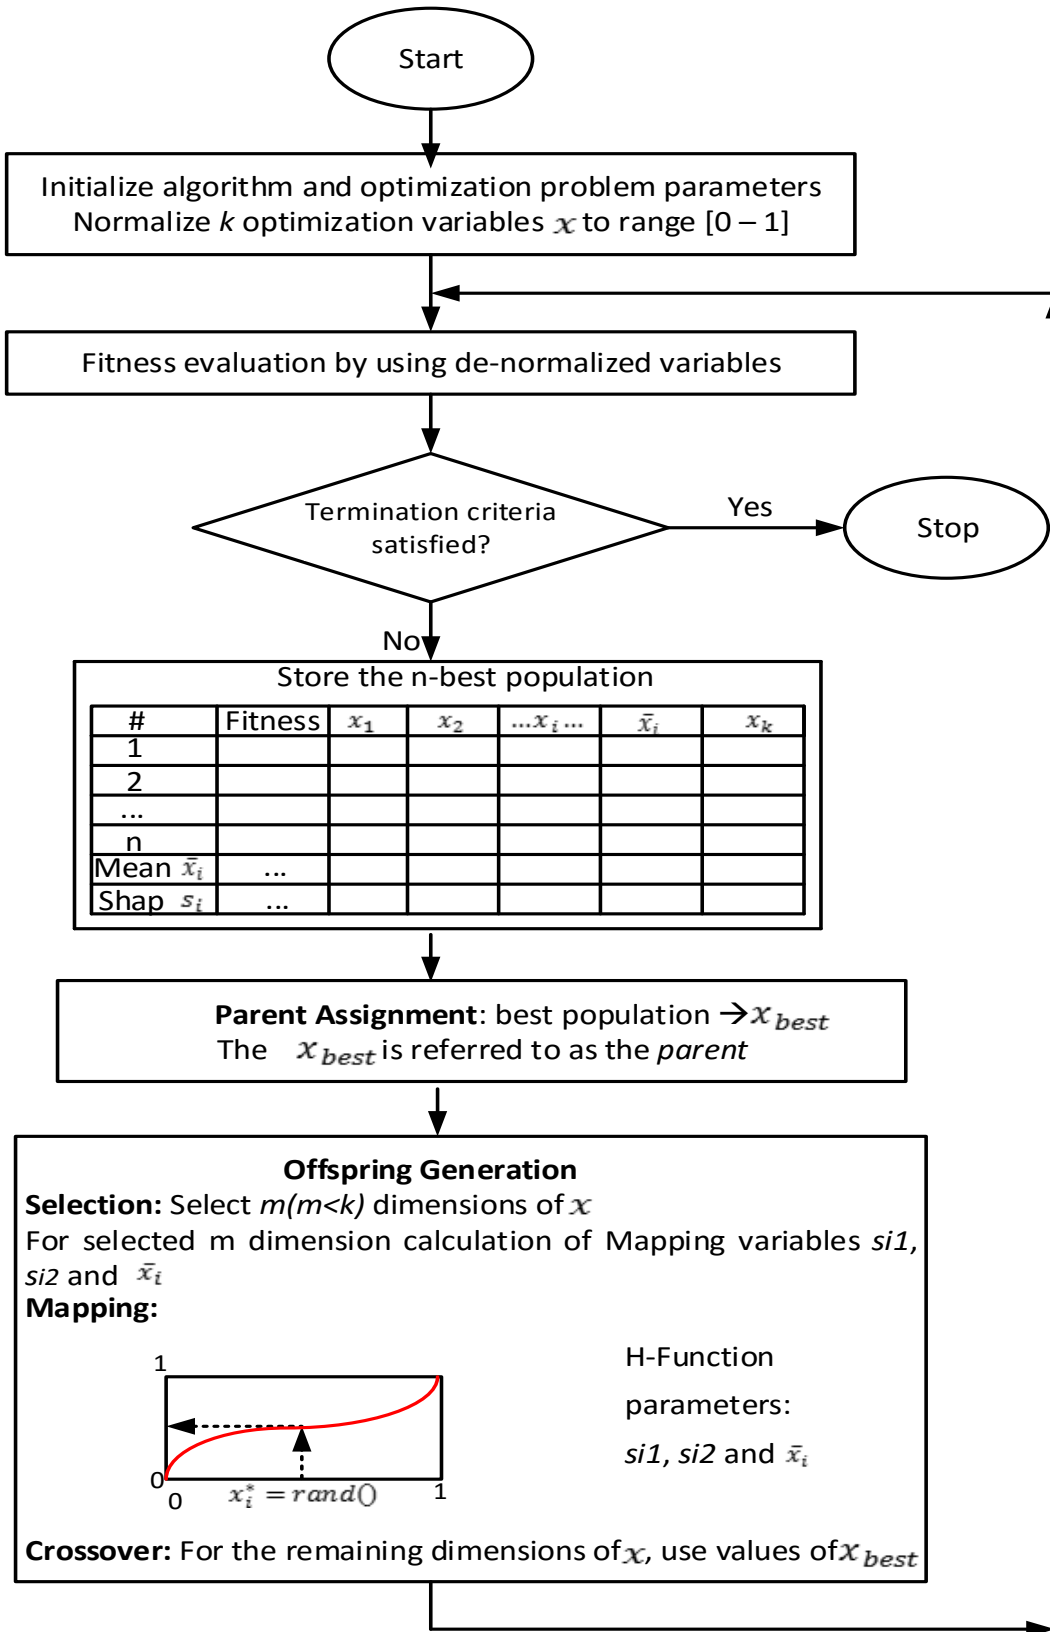 Start
Initialize algorithm and optimization problem parameters
Normalize k optimization variables x to range [0 – 1]
Fitness evaluation by using de-normalized variables
Termination criteria
satisfied?
Yes
Stop
No
Store the n-best population
# Fitness x₁ x₂ ...xᵢ... x̄ᵢ xₖ
1
2
...
n
Mean x̄ᵢ ...
Shap sᵢ ...
Parent Assignment: best population → x_best
The x_best is referred to as the parent
Offspring Generation
Selection: Select m(m<k) dimensions of x
For selected m dimension calculation of Mapping variables si1,
si2 and x̄ᵢ
Mapping:
H-Function
parameters:
si1, si2 and x̄ᵢ
1
0
0 xᵢ* = rand() 1
Crossover: For the remaining dimensions of x, use values of x_best